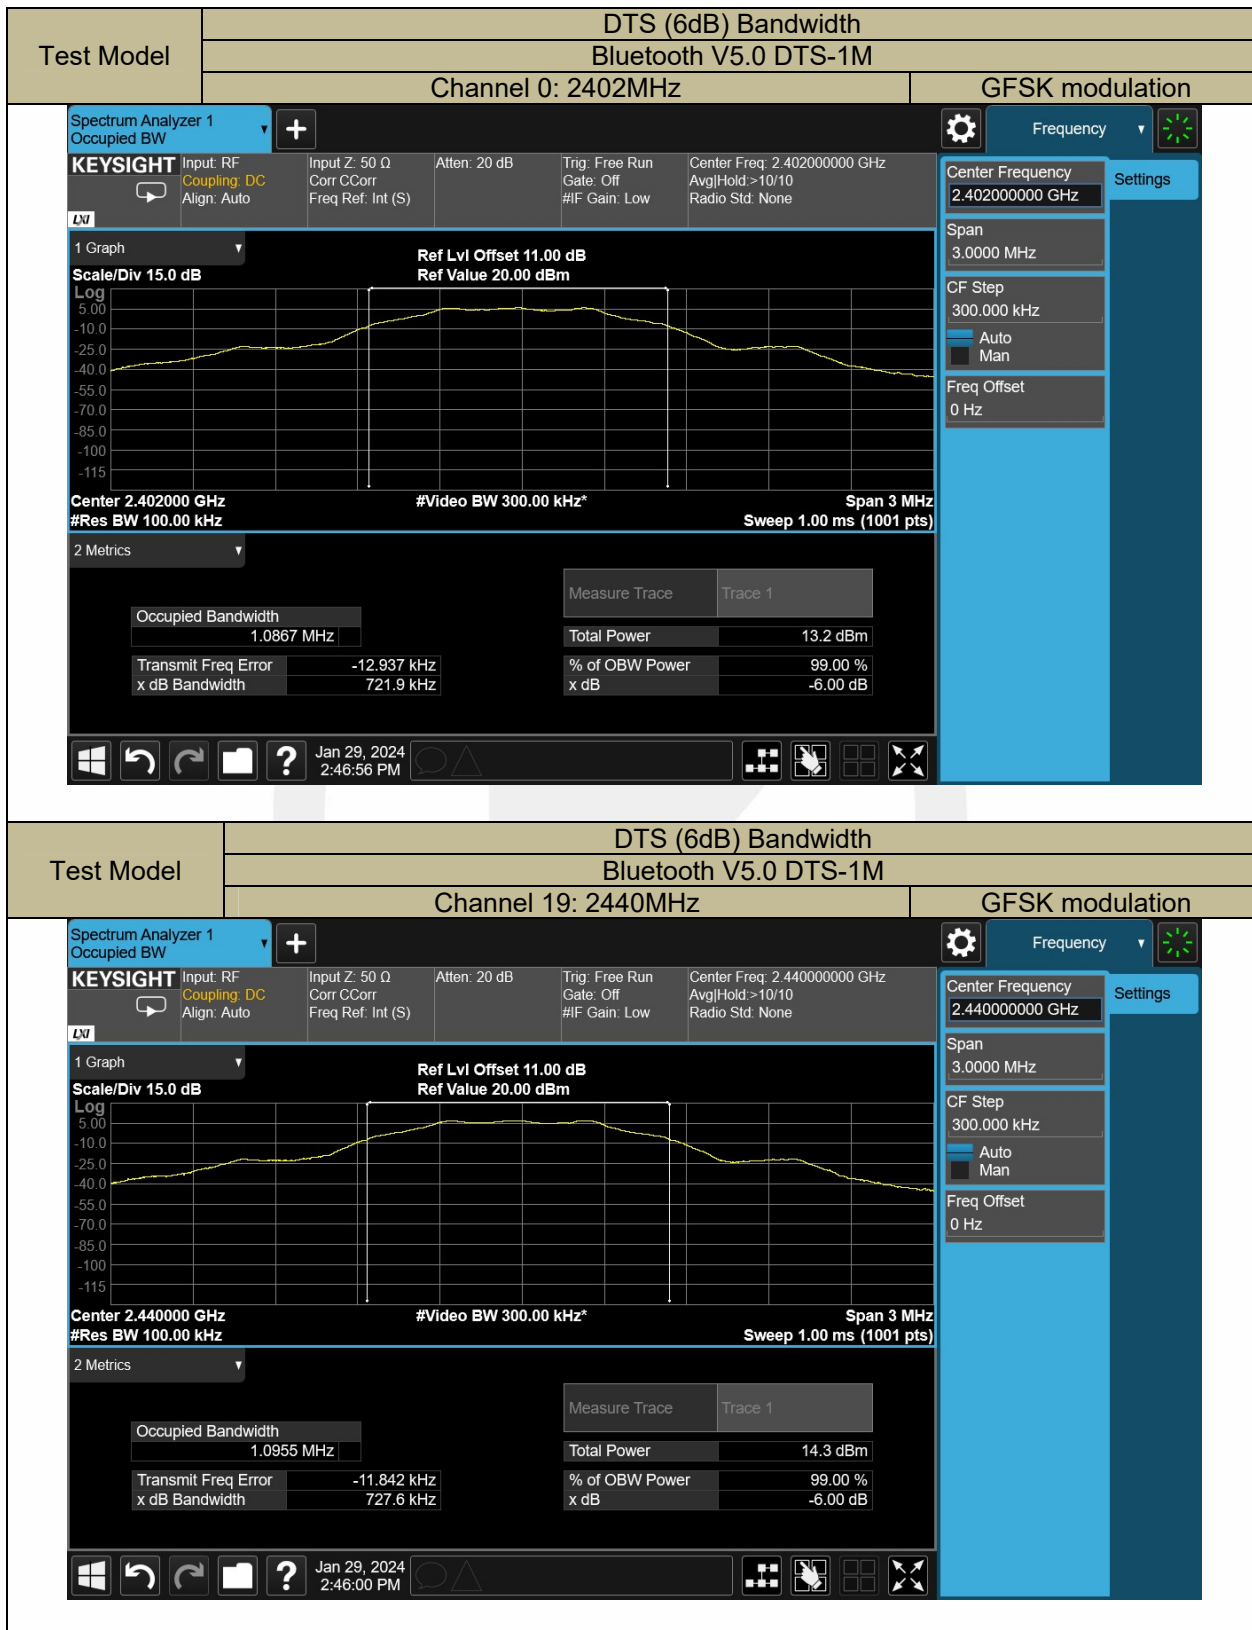 Test Model
DTS (6dB) Bandwidth
Bluetooth V5.0 DTS-1M
Channel 0: 2402MHz GFSK modulation
Spectrum Analyzer 1
Occupied BW
Frequency
KEYSIGHT Input: RF Input Z: 50 Ω Atten: 20 dB Trig: Free Run Center Freq: 2.402000000 GHz
Coupling: DC Corr CCorr Gate: Off Avg|Hold:>10/10
Align: Auto Freq Ref: Int (S) #IF Gain: Low Radio Std: None
LXI
Center Frequency
2.402000000 GHz
Settings
Span
3.0000 MHz
CF Step
300.000 kHz
Auto
Man
Freq Offset
0 Hz
1 Graph
Ref Lvl Offset 11.00 dB
Scale/Div 15.0 dB Ref Value 20.00 dBm
Log
5.00
-10.0
-25.0
-40.0
-55.0
-70.0
-85.0
-100
-115
Center 2.402000 GHz #Video BW 300.00 kHz* Span 3 MHz
#Res BW 100.00 kHz Sweep 1.00 ms (1001 pts)
2 Metrics
Measure Trace Trace 1
Occupied Bandwidth
1.0867 MHz Total Power 13.2 dBm
Transmit Freq Error -12.937 kHz % of OBW Power 99.00 %
x dB Bandwidth 721.9 kHz x dB -6.00 dB
? Jan 29, 2024
2:46:56 PM
Test Model
DTS (6dB) Bandwidth
Bluetooth V5.0 DTS-1M
Channel 19: 2440MHz GFSK modulation
Spectrum Analyzer 1
Occupied BW
Frequency
KEYSIGHT Input: RF Input Z: 50 Ω Atten: 20 dB Trig: Free Run Center Freq: 2.440000000 GHz
Coupling: DC Corr CCorr Gate: Off Avg|Hold:>10/10
Align: Auto Freq Ref: Int (S) #IF Gain: Low Radio Std: None
LXI
Center Frequency
2.440000000 GHz
Settings
Span
3.0000 MHz
CF Step
300.000 kHz
Auto
Man
Freq Offset
0 Hz
1 Graph
Ref Lvl Offset 11.00 dB
Scale/Div 15.0 dB Ref Value 20.00 dBm
Log
5.00
-10.0
-25.0
-40.0
-55.0
-70.0
-85.0
-100
-115
Center 2.440000 GHz #Video BW 300.00 kHz* Span 3 MHz
#Res BW 100.00 kHz Sweep 1.00 ms (1001 pts)
2 Metrics
Measure Trace Trace 1
Occupied Bandwidth
1.0955 MHz Total Power 14.3 dBm
Transmit Freq Error -11.842 kHz % of OBW Power 99.00 %
x dB Bandwidth 727.6 kHz x dB -6.00 dB
? Jan 29, 2024
2:46:00 PM